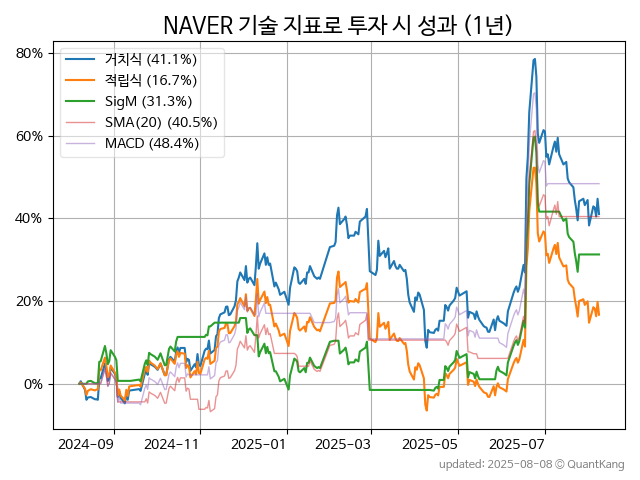 NAVER 기술 지표로 투자 시 성과 (1년)
80%
60%
40%
20%
0%
거치식 (41.1%)
적립식 (16.7%)
SigM (31.3%)
SMA(20) (40.5%)
MACD (48.4%)
2024-09
2024-11
2025-01
2025-03
2025-05
2025-07
updated: 2025-08-08 © QuantKang